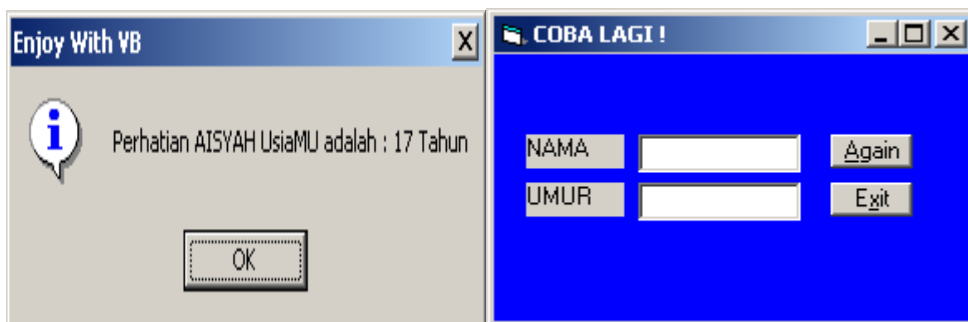 Enjoy With VB
Perhatian AISYAH UsiaMU adalah : 17 Tahun
OK
COBA LAGI !
NAMA
Again
UMUR
Exit